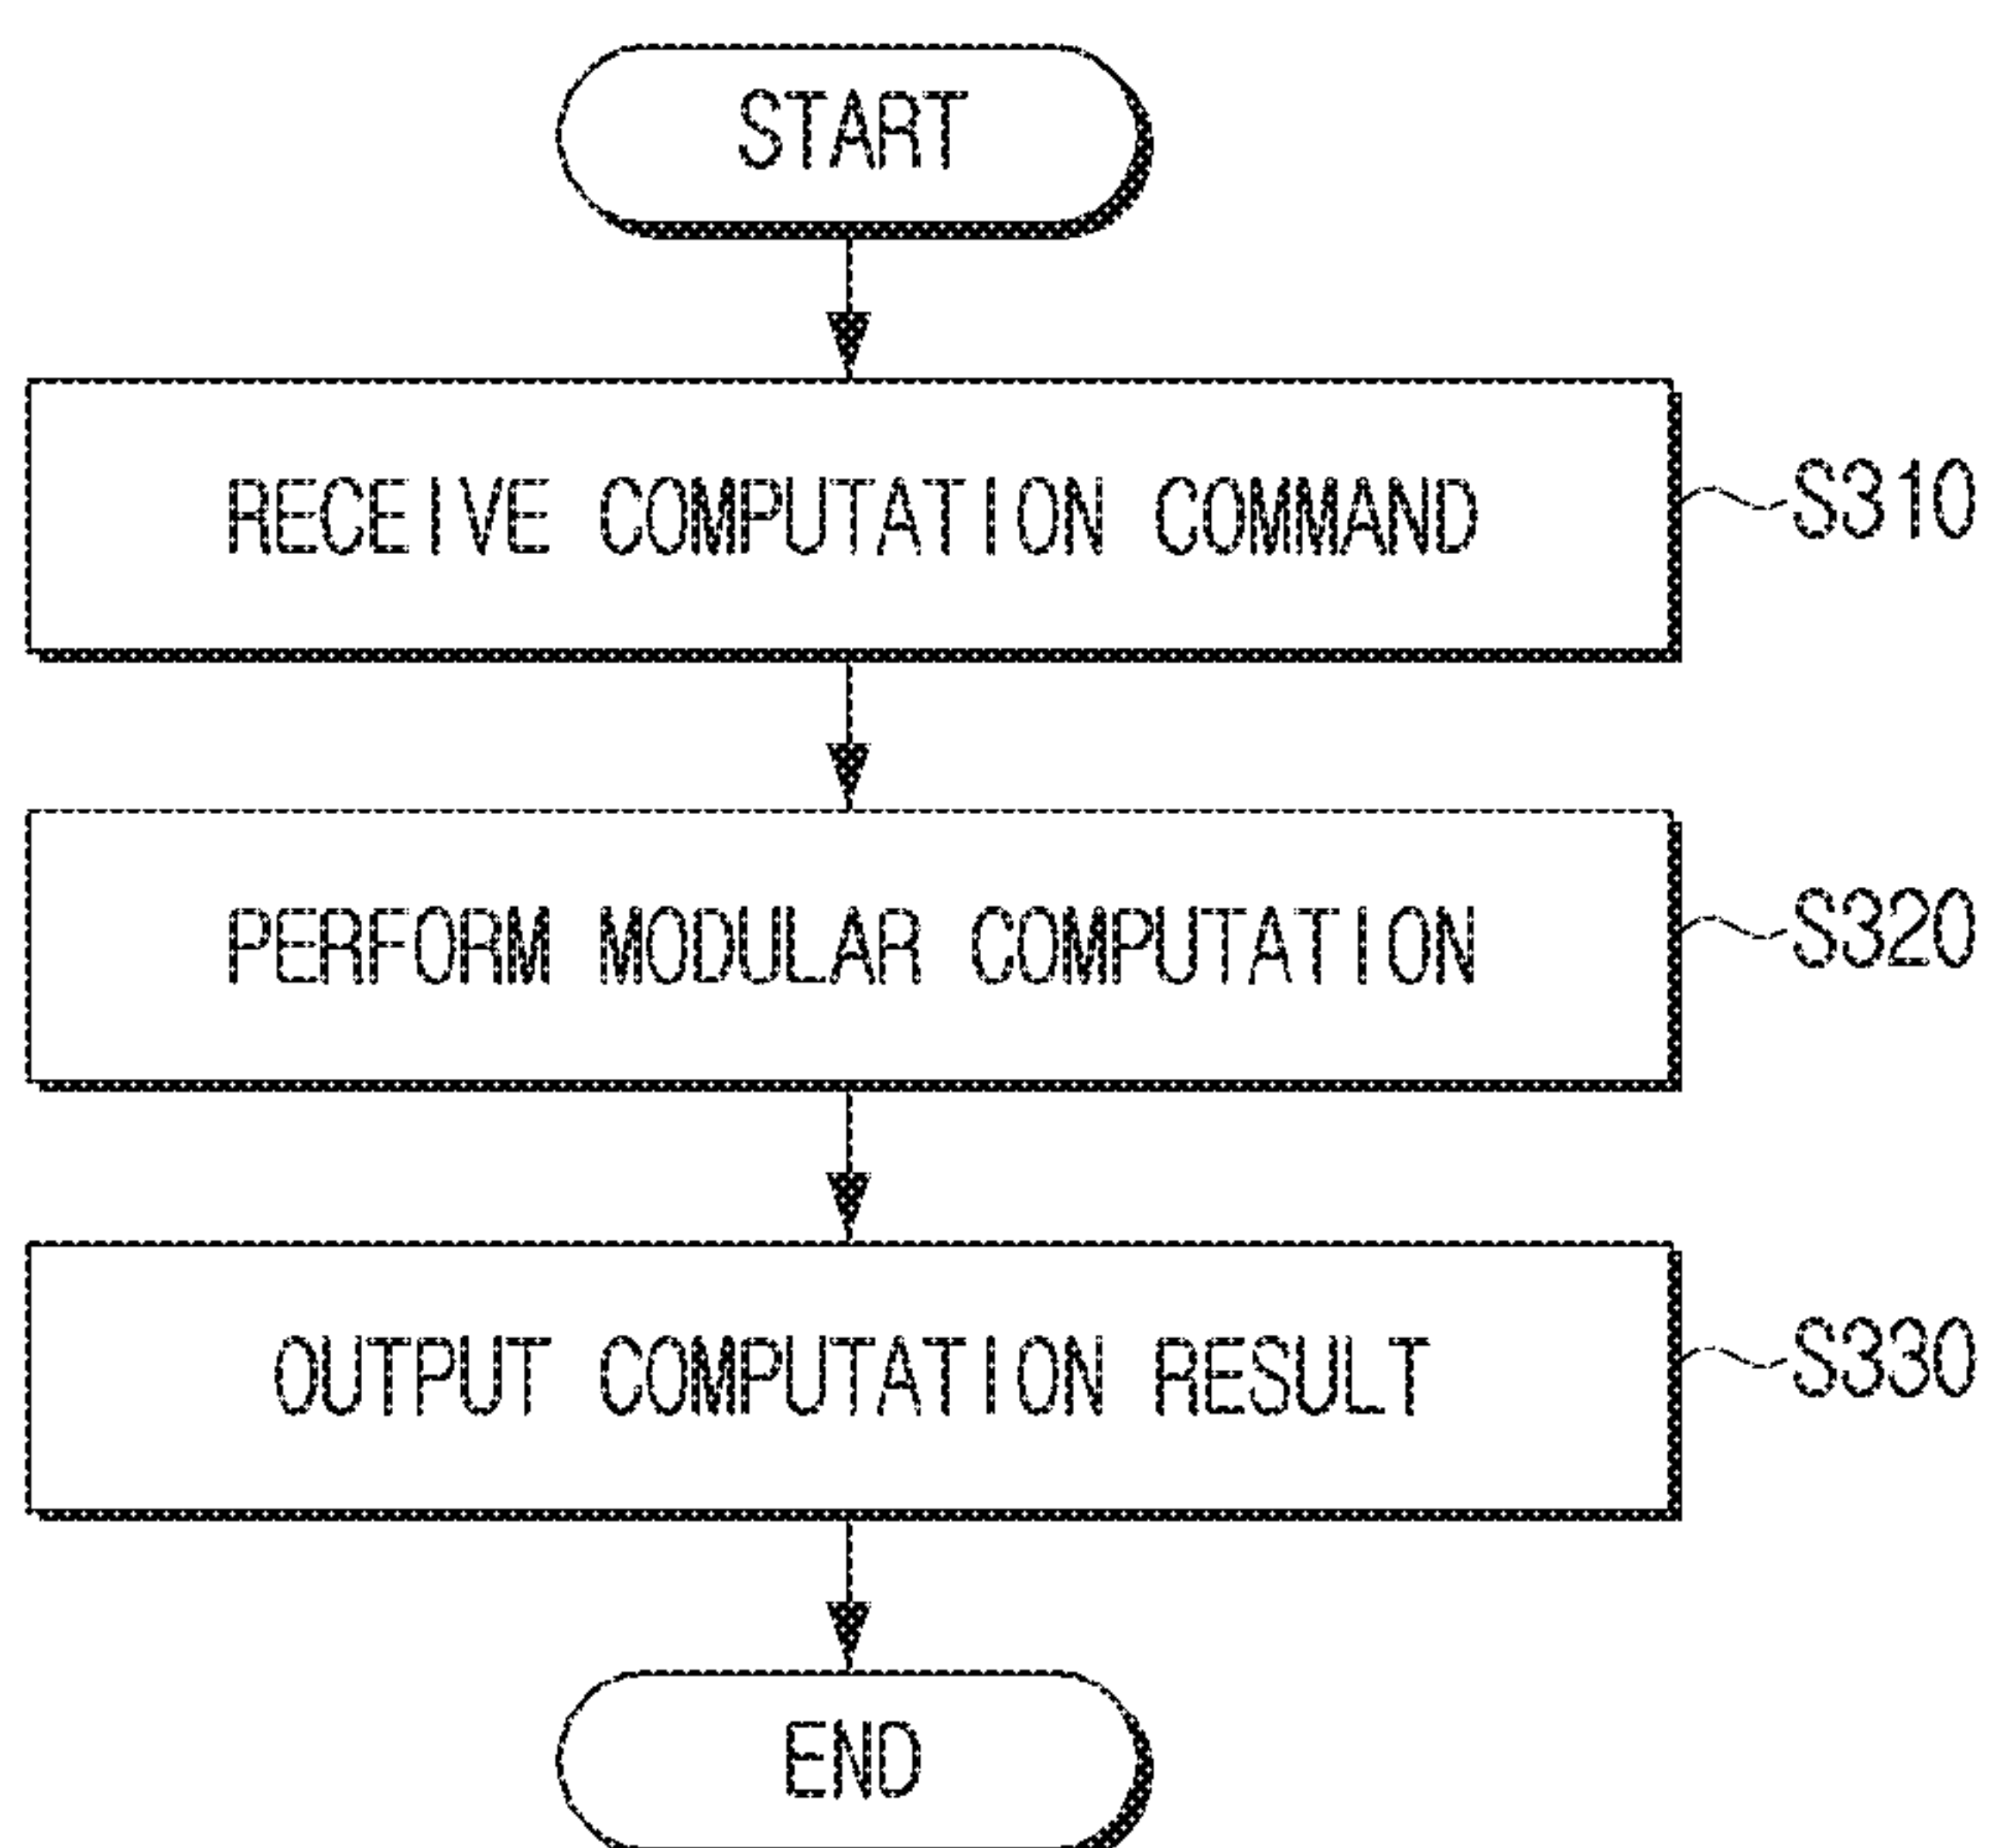 START
RECEIVE COMPUTATION COMMAND
S310
PERFORM MODULAR COMPUTATION
S320
OUTPUT COMPUTATION RESULT
S330
END